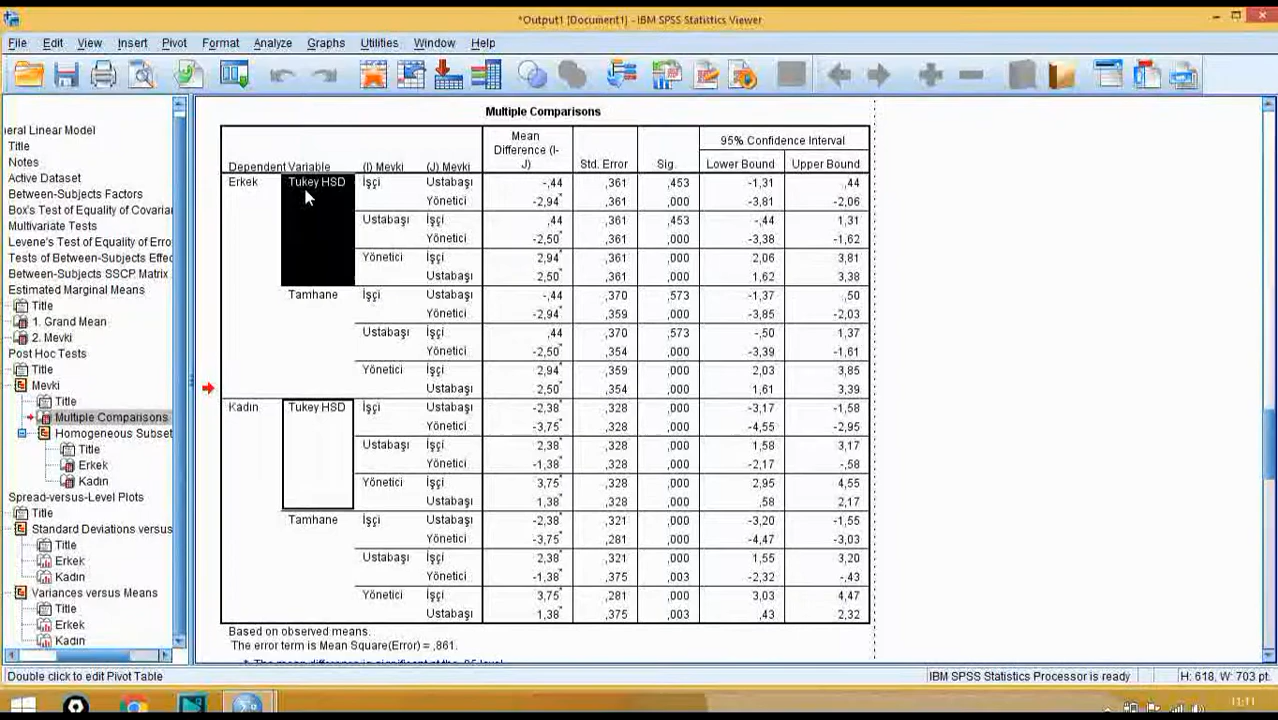 *Output1 [Document1] - IBM SPSS Statistics Viewer
File Edit View Insert Pivot Format Analyze Graphs Utilities Window Help
eral Linear Model
Title
Notes
Active Dataset
Between-Subjects Factors
Box's Test of Equality of Covarian
Multivariate Tests
Levene's Test of Equality of Erro
Tests of Between-Subjects Effec
Between-Subjects SSCP Matrix
Estimated Marginal Means
Title
1. Grand Mean
2. Mevki
Post Hoc Tests
Title
Mevki
Title
Multiple Comparisons
Homogeneous Subset
Title
Erkek
Kadın
Spread-versus-Level Plots
Title
Standard Deviations versus
Title
Erkek
Kadın
Variances versus Means
Title
Erkek
Kadın
Multiple Comparisons
Dependent Variable (I) Mevki (J) Mevki Mean Difference (I-J) Std. Error Sig. 95% Confidence Interval
Lower Bound Upper Bound
Erkek Tukey HSD İşçi Ustabaşı -,44 ,361 ,453 -1,31 ,44
Yönetici -2,94* ,361 ,000 -3,81 -2,06
Ustabaşı İşçi ,44 ,361 ,453 -,44 1,31
Yönetici -2,50* ,361 ,000 -3,38 -1,62
Yönetici İşçi 2,94* ,361 ,000 2,06 3,81
Ustabaşı 2,50* ,361 ,000 1,62 3,38
Tamhane İşçi Ustabaşı -,44 ,370 ,573 -1,37 ,50
Yönetici -2,94* ,359 ,000 -3,85 -2,03
Ustabaşı İşçi ,44 ,370 ,573 -,50 1,37
Yönetici -2,50* ,354 ,000 -3,39 -1,61
Yönetici İşçi 2,94* ,359 ,000 2,03 3,85
Ustabaşı 2,50* ,354 ,000 1,61 3,39
Kadın Tukey HSD İşçi Ustabaşı -2,38* ,328 ,000 -3,17 -1,58
Yönetici -3,75* ,328 ,000 -4,55 -2,95
Ustabaşı İşçi 2,38* ,328 ,000 1,58 3,17
Yönetici -1,38* ,328 ,000 -2,17 -,58
Yönetici İşçi 3,75* ,328 ,000 2,95 4,55
Ustabaşı 1,38* ,328 ,000 ,58 2,17
Tamhane İşçi Ustabaşı -2,38* ,321 ,000 -3,20 -1,55
Yönetici -3,75* ,281 ,000 -4,47 -3,03
Ustabaşı İşçi 2,38* ,321 ,000 1,55 3,20
Yönetici -1,38* ,375 ,003 -2,32 -,43
Yönetici İşçi 3,75* ,281 ,000 3,03 4,47
Ustabaşı 1,38* ,375 ,003 ,43 2,32
Based on observed means.
The error term is Mean Square(Error) = ,861.
Double click to edit Pivot Table
IBM SPSS Statistics Processor is ready
H: 618, W: 703 pt.
11:11